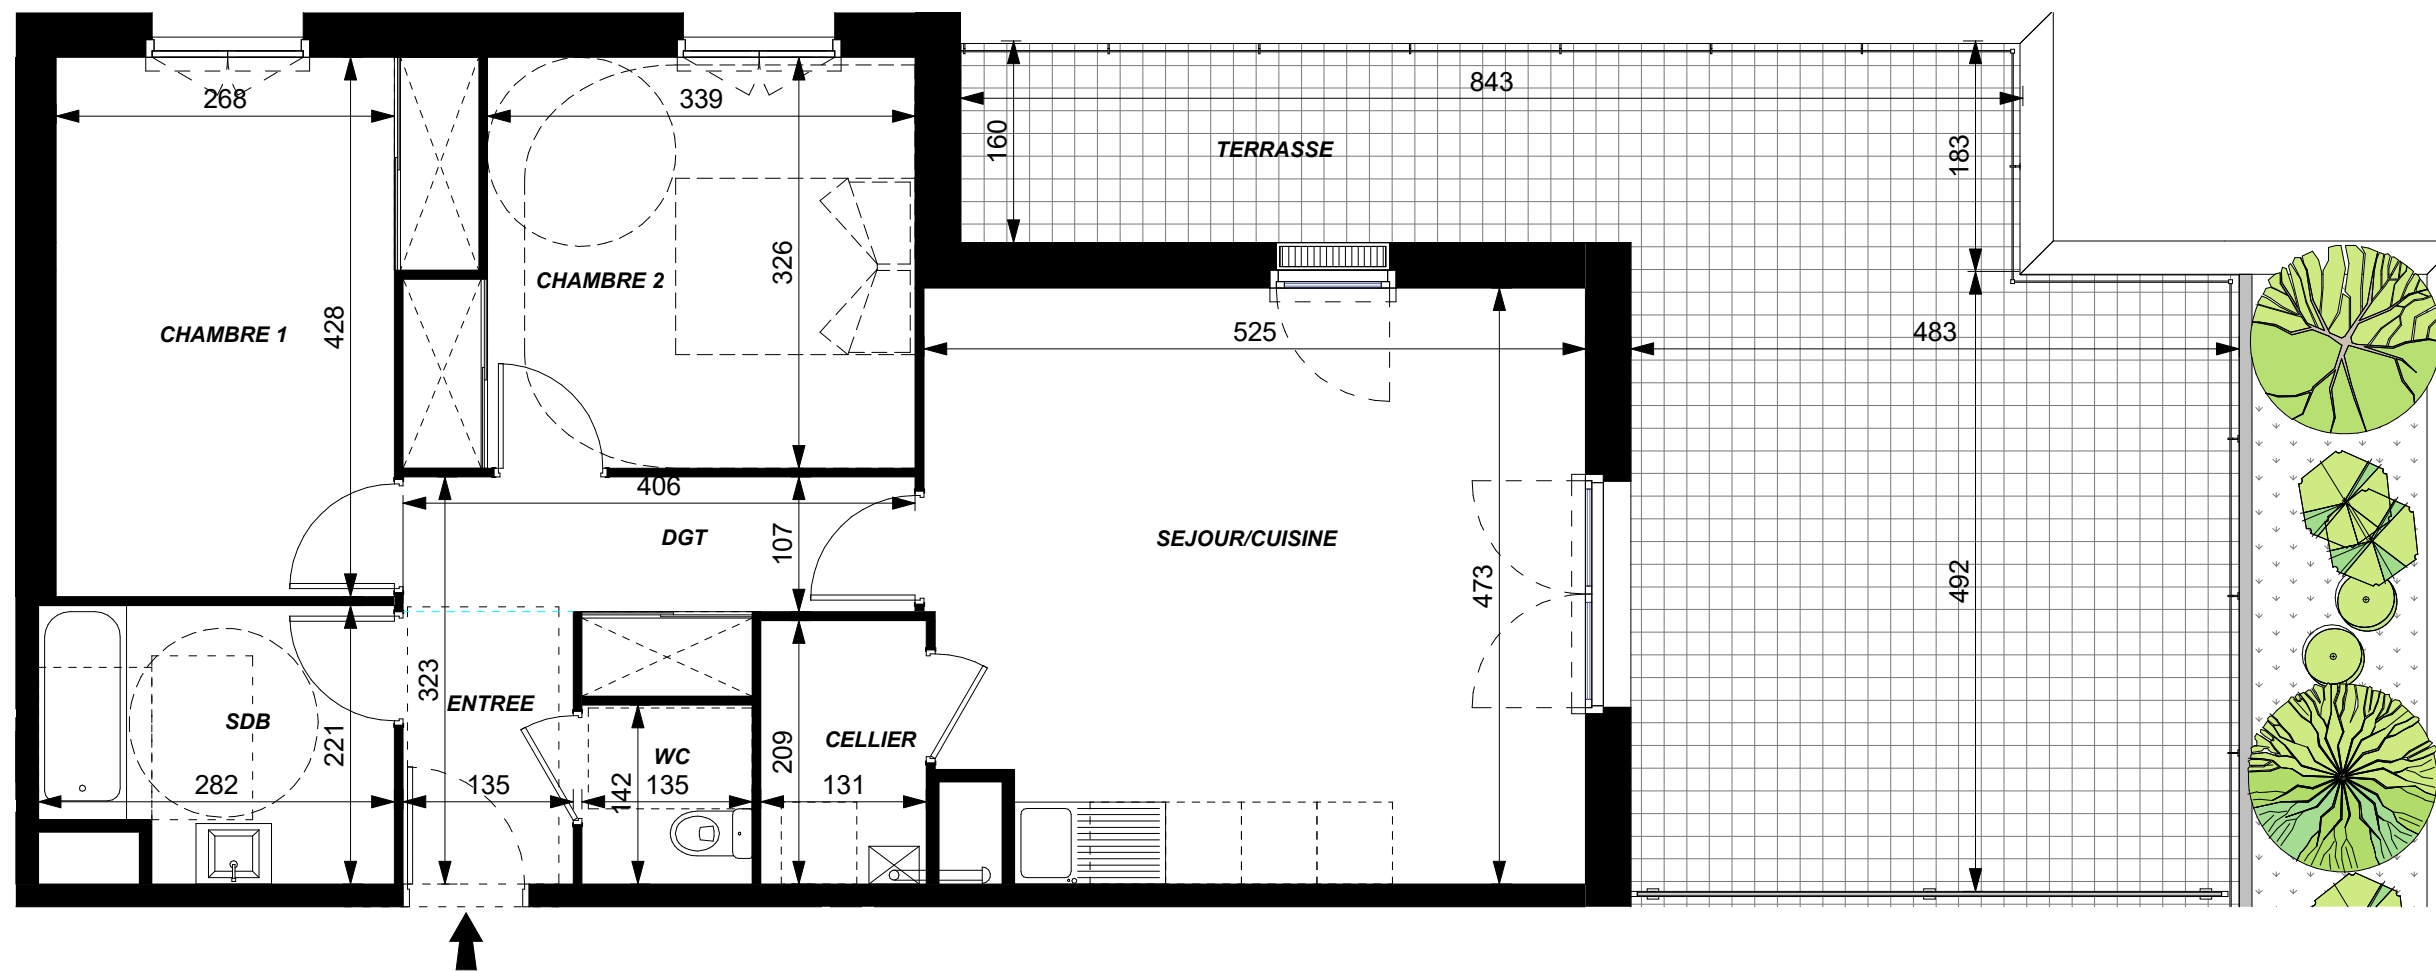 843
268
339
160
TERRASSE
183
326
CHAMBRE 2
428
CHAMBRE 1
525
483
406
DGT
107
SEJOUR/CUISINE
473
492
323
ENTREE
SDB
221
WC
CELLIER
209
282
135
142
135
131